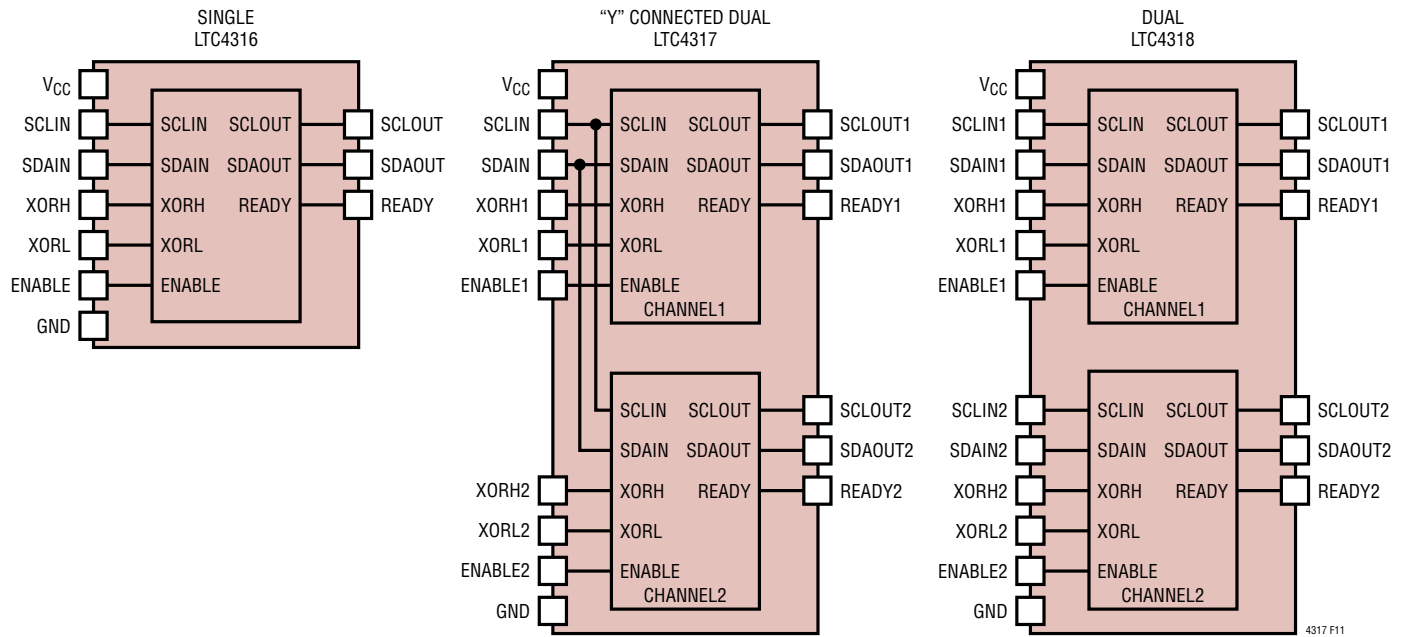 SINGLE
LTC4316
VCC
SCLIN
SDAIN
XORH
XORL
ENABLE
GND
SCLIN SCLOUT
SDAIN SDAOUT
XORH READY
XORL
ENABLE
SCLOUT
SDAOUT
READY
“Y” CONNECTED DUAL
LTC4317
VCC
SCLIN
SDAIN
XORH1
XORL1
ENABLE1
SCLIN SCLOUT
SDAIN SDAOUT
XORH READY
XORL
ENABLE
CHANNEL1
SCLOUT1
SDAOUT1
READY1
XORH2
XORL2
ENABLE2
GND
SCLIN SCLOUT
SDAIN SDAOUT
XORH READY
XORL
ENABLE
CHANNEL2
SCLOUT2
SDAOUT2
READY2
DUAL
LTC4318
VCC
SCLIN1
SDAIN1
XORH1
XORL1
ENABLE1
SCLIN SCLOUT
SDAIN SDAOUT
XORH READY
XORL
ENABLE
CHANNEL1
SCLOUT1
SDAOUT1
READY1
SCLIN2
SDAIN2
XORH2
XORL2
ENABLE2
GND
SCLIN SCLOUT
SDAIN SDAOUT
XORH READY
XORL
ENABLE
CHANNEL2
SCLOUT2
SDAOUT2
READY2
4317 F11